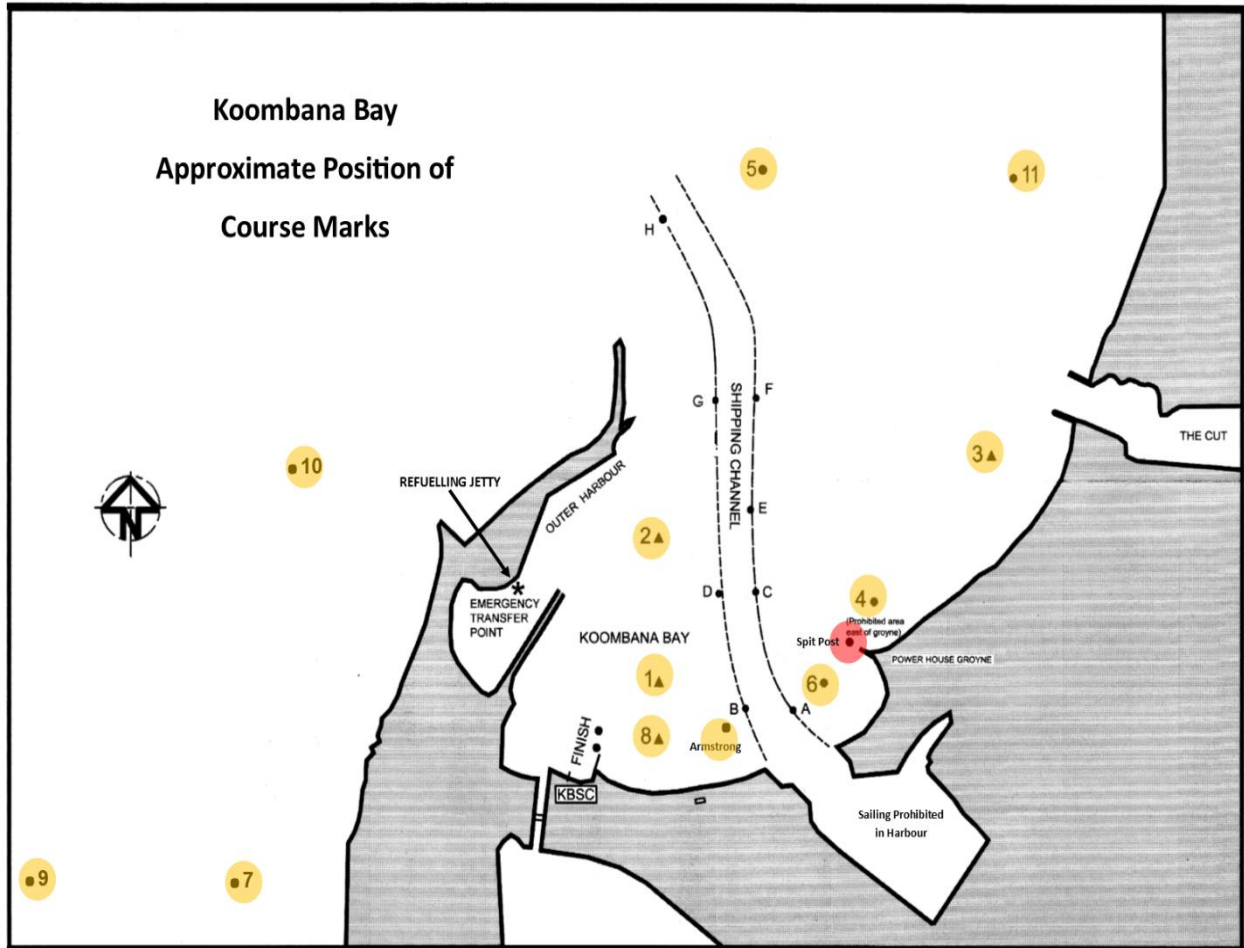 Koombana Bay
Approximate Position of
Course Marks
5
11
H
SHIPPING CHANNEL
F
G
THE CUT
3
10
REFUELLING JETTY
OUTER HARBOUR
N
E
2
D
C
4
EMERGENCY
TRANSFER
POINT
(Prohibited area
east of groyne)
KOOMBANA BAY
Spit Post
POWER HOUSE GROYNE
1
6
B
A
FINISH
8
Armstrong
KBSC
Sailing Prohibited
in Harbour
9
7